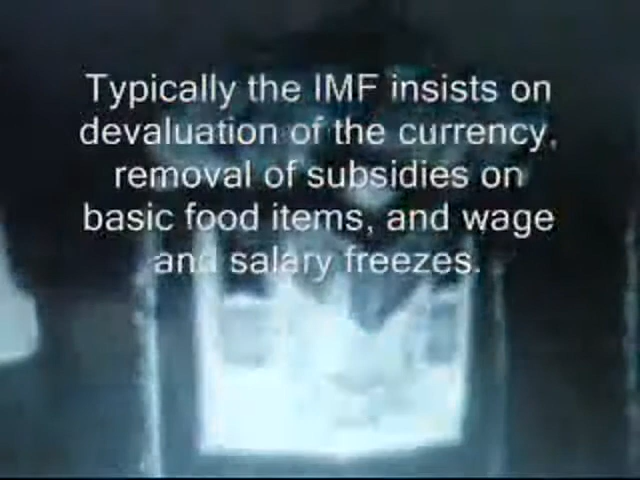 Typically the IMF insists on
devaluation of the currency,
removal of subsidies on
basic food items, and wage
and salary freezes.